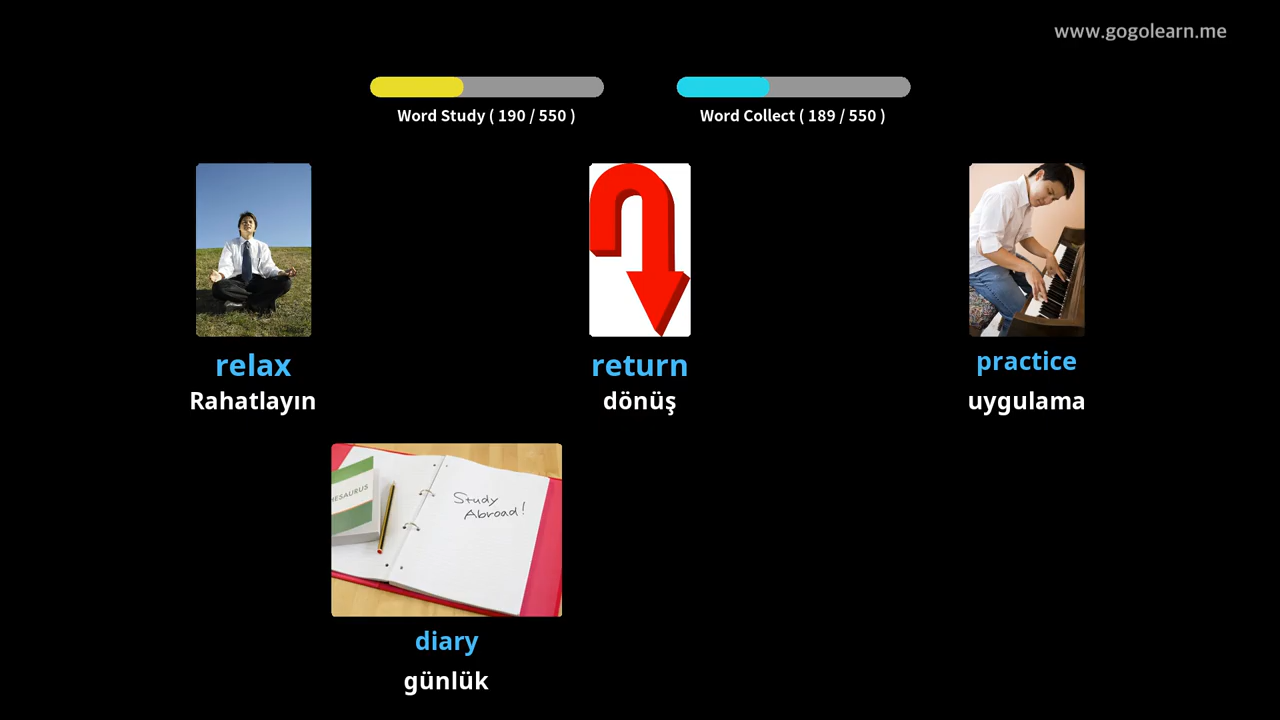 www.gogolearn.me
Word Study ( 190 / 550 )
Word Collect ( 189 / 550 )
relax
Rahatlayın
return
dönüş
practice
uygulama
Study
Abroad!
diary
günlük